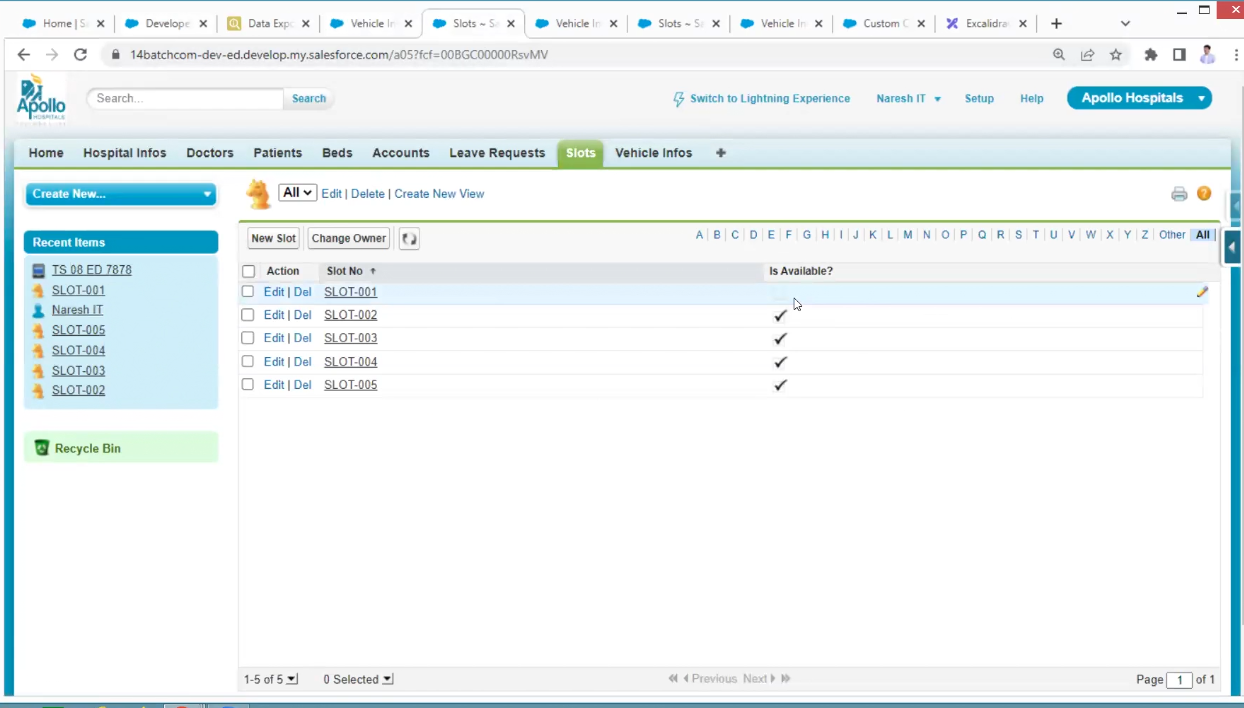 Home | S
Develope
Data Exp
Vehicle In
Slots ~ Sa
Vehicle In
Slots ~ Sa
Vehicle In
Custom O
Excalidra
14batchcom-dev-ed.develop.my.salesforce.com/a05?fcf=00BGC00000RsvMV
Apollo
HOSPITALS
Search...
Search
Switch to Lightning Experience
Naresh IT
Setup
Help
Apollo Hospitals
Home
Hospital Infos
Doctors
Patients
Beds
Accounts
Leave Requests
Slots
Vehicle Infos
Create New...
All
Edit | Delete | Create New View
Recent Items
TS 08 ED 7878
SLOT-001
Naresh IT
SLOT-005
SLOT-004
SLOT-003
SLOT-002
Recycle Bin
New Slot
Change Owner
A | B | C | D | E | F | G | H | I | J | K | L | M | N | O | P | Q | R | S | T | U | V | W | X | Y | Z | Other | All
Action Slot No Is Available?
Edit | Del SLOT-001
Edit | Del SLOT-002
Edit | Del SLOT-003
Edit | Del SLOT-004
Edit | Del SLOT-005
1-5 of 5
0 Selected
Previous Next
Page 1 of 1